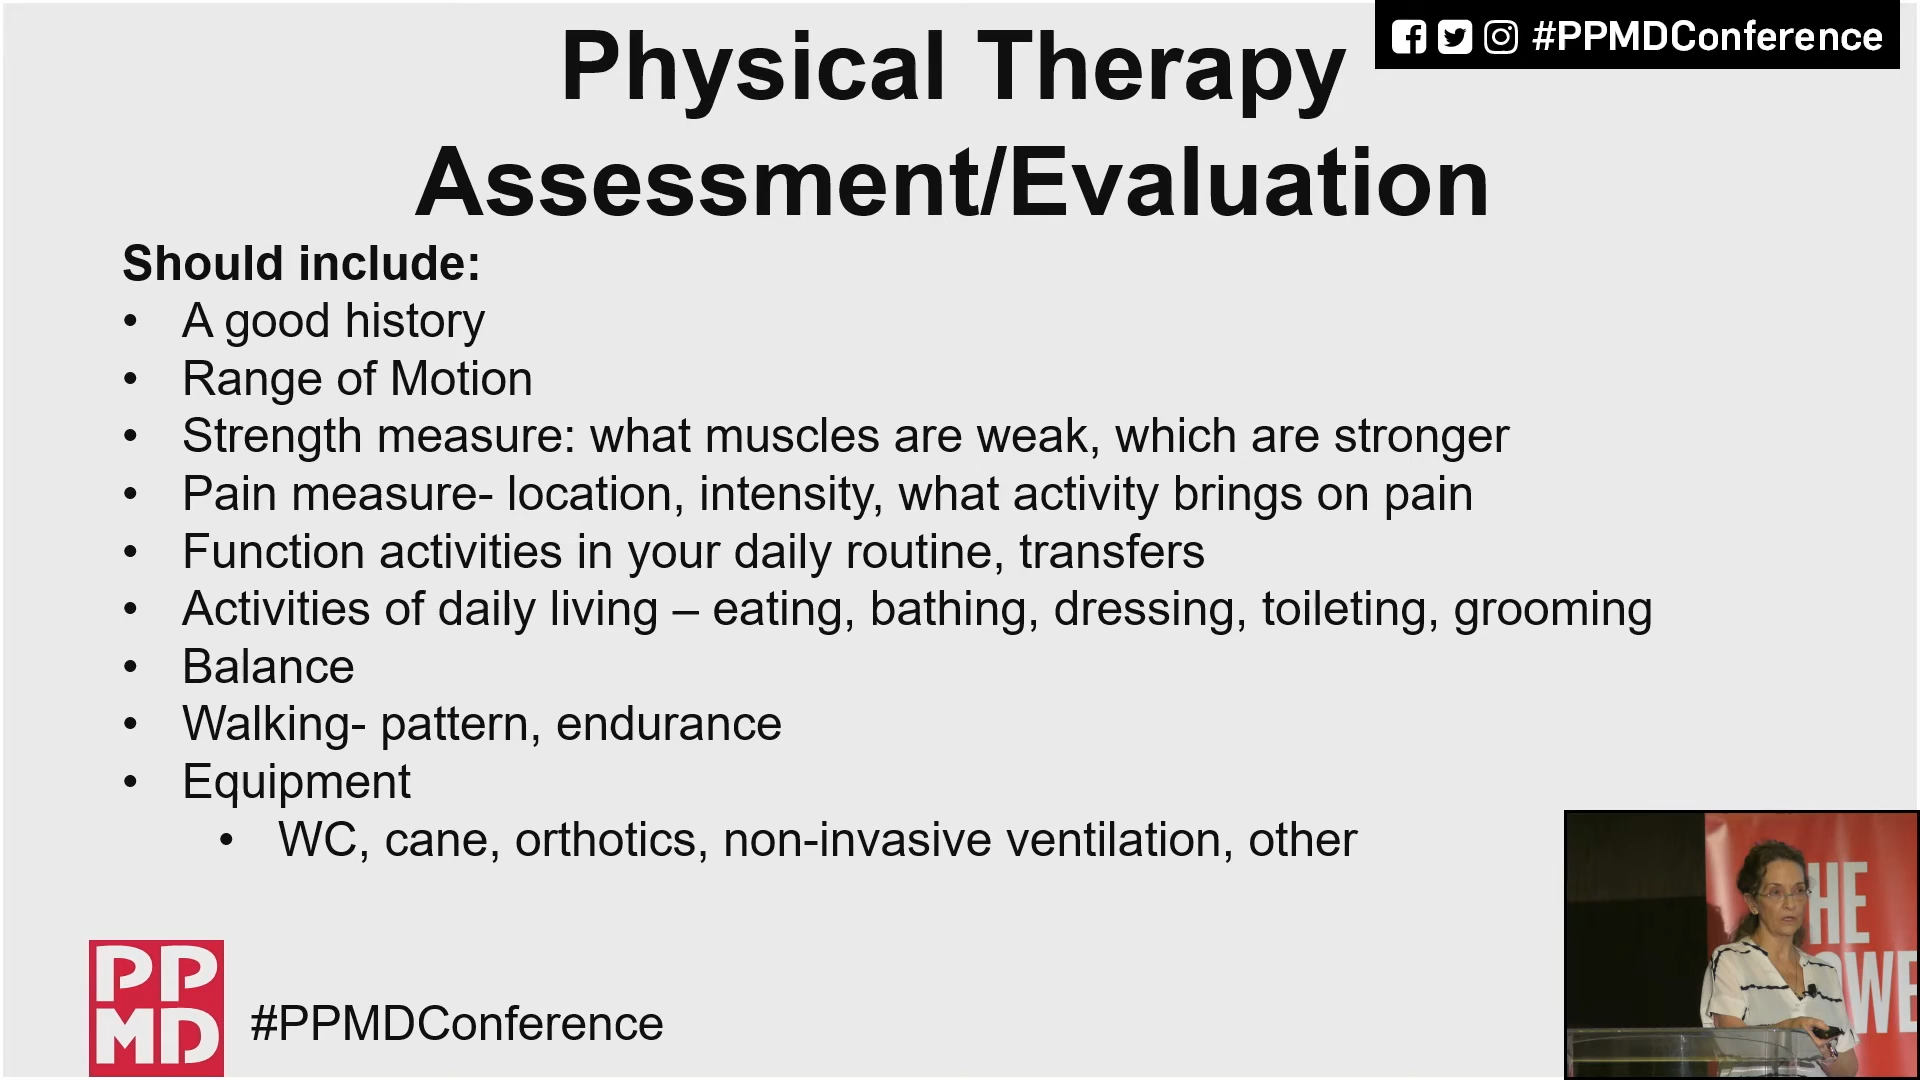 Physical Therapy
Assessment/Evaluation
#PPMDConference
Should include:
• A good history
• Range of Motion
• Strength measure: what muscles are weak, which are stronger
• Pain measure- location, intensity, what activity brings on pain
• Function activities in your daily routine, transfers
• Activities of daily living – eating, bathing, dressing, toileting, grooming
• Balance
• Walking- pattern, endurance
• Equipment
• WC, cane, orthotics, non-invasive ventilation, other
PP
MD
#PPMDConference
HE
OWE